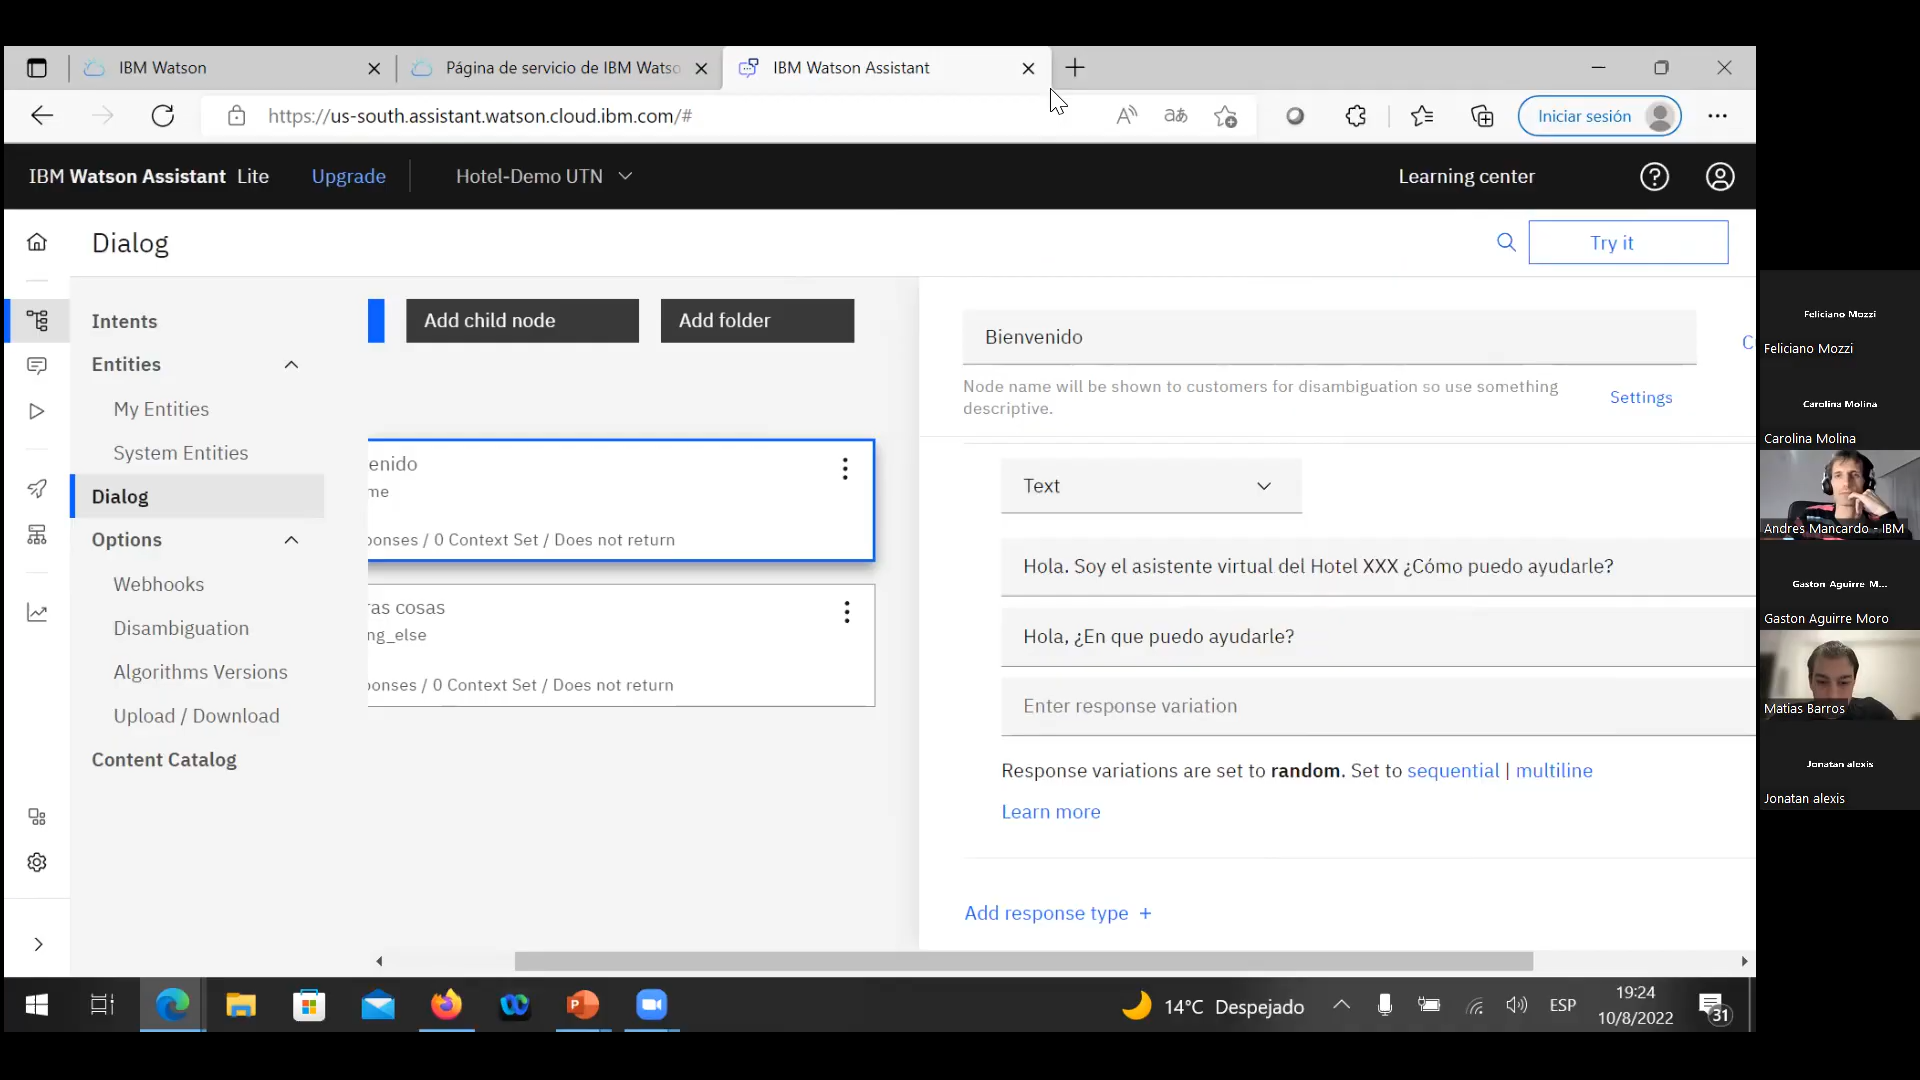 IBM Watson
Página de servicio de IBM Watso
IBM Watson Assistant
https://us-south.assistant.watson.cloud.ibm.com/#
Iniciar sesión
IBM Watson Assistant Lite
Upgrade
Hotel-Demo UTN
Learning center
Dialog
Try it
Intents
Entities
My Entities
System Entities
Dialog
Options
Webhooks
Disambiguation
Algorithms Versions
Upload / Download
Content Catalog
Add child node
Add folder
enido
me
ponses / 0 Context Set / Does not return
ras cosas
ng_else
ponses / 0 Context Set / Does not return
Bienvenido
C
Node name will be shown to customers for disambiguation so use something
descriptive.
Settings
Text
Hola. Soy el asistente virtual del Hotel XXX ¿Cómo puedo ayudarle?
Hola, ¿En que puedo ayudarle?
Enter response variation
Response variations are set to random. Set to sequential | multiline
Learn more
Add response type +
Feliciano Mozzi
Feliciano Mozzi
Carolina Molina
Carolina Molina
Andres Mancardo - IBM
Gaston Aguirre M...
Gaston Aguirre Moro
Matias Barros
Jonatan alexis
Jonatan alexis
14°C Despejado
ESP
19:24
10/8/2022
31